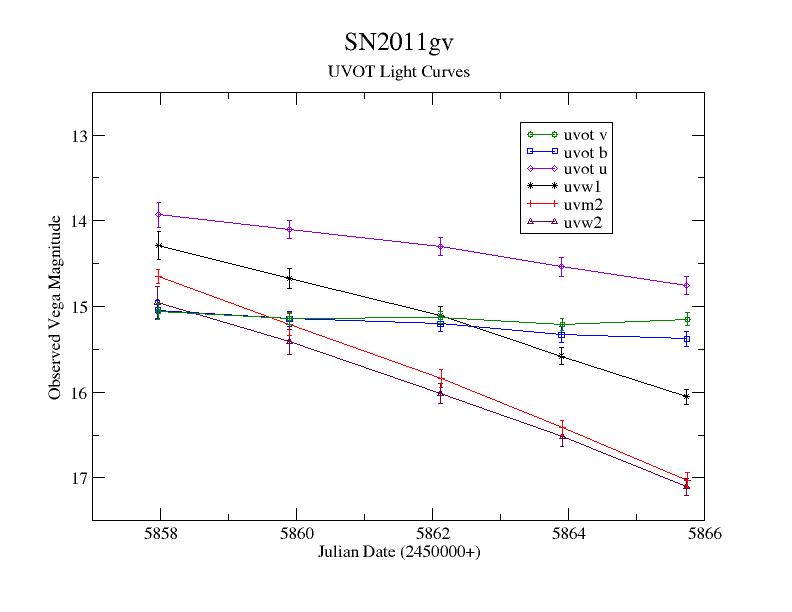 SN2011gv
UVOT Light Curves
uvot v
uvot b
uvot u
uvw1
uvm2
uvw2
13
14
15
16
17
Observed Vega Magnitude
5858 5860 5862 5864 5866
Julian Date (2450000+)